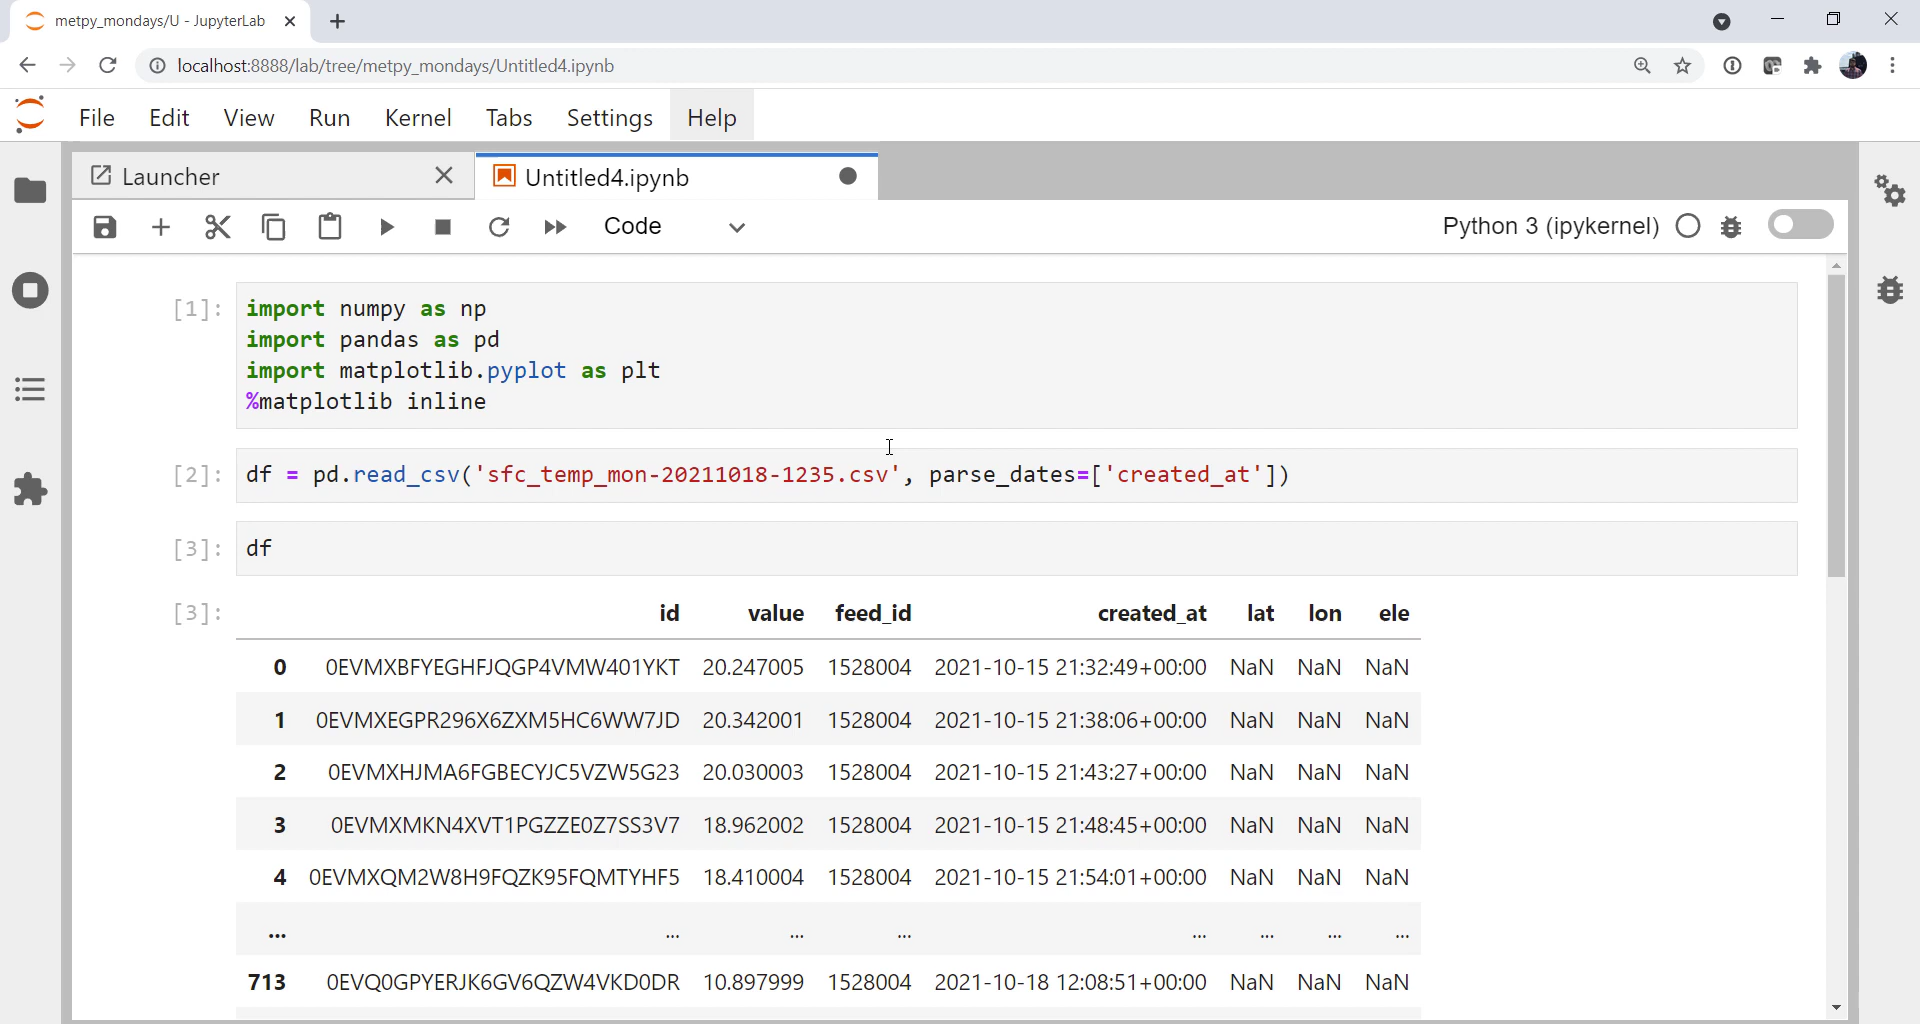 metpy_mondays/U - JupyterLab
localhost:8888/lab/tree/metpy_mondays/Untitled4.ipynb
File Edit View Run Kernel Tabs Settings Help
Launcher Untitled4.ipynb
Code Python 3 (ipykernel)
[1]: import numpy as np
import pandas as pd
import matplotlib.pyplot as plt
%matplotlib inline
[2]: df = pd.read_csv('sfc_temp_mon-20211018-1235.csv', parse_dates=['created_at'])
[3]: df
[3]: id value feed_id created_at lat lon ele
0 0EVMXBFYEGHFJQGP4VMW401YKT 20.247005 1528004 2021-10-15 21:32:49+00:00 NaN NaN NaN
1 0EVMXEGPR296X6ZXM5HC6WW7JD 20.342001 1528004 2021-10-15 21:38:06+00:00 NaN NaN NaN
2 0EVMXHJMA6FGBECYJC5VZW5G23 20.030003 1528004 2021-10-15 21:43:27+00:00 NaN NaN NaN
3 0EVMXMKN4XVT1PGZZE0Z7SS3V7 18.962002 1528004 2021-10-15 21:48:45+00:00 NaN NaN NaN
4 0EVMXQM2W8H9FQZK95FQMTYHF5 18.410004 1528004 2021-10-15 21:54:01+00:00 NaN NaN NaN
... ... ... ... ... ... ... ...
713 0EVQ0GPYERJK6GV6QZW4VKD0DR 10.897999 1528004 2021-10-18 12:08:51+00:00 NaN NaN NaN